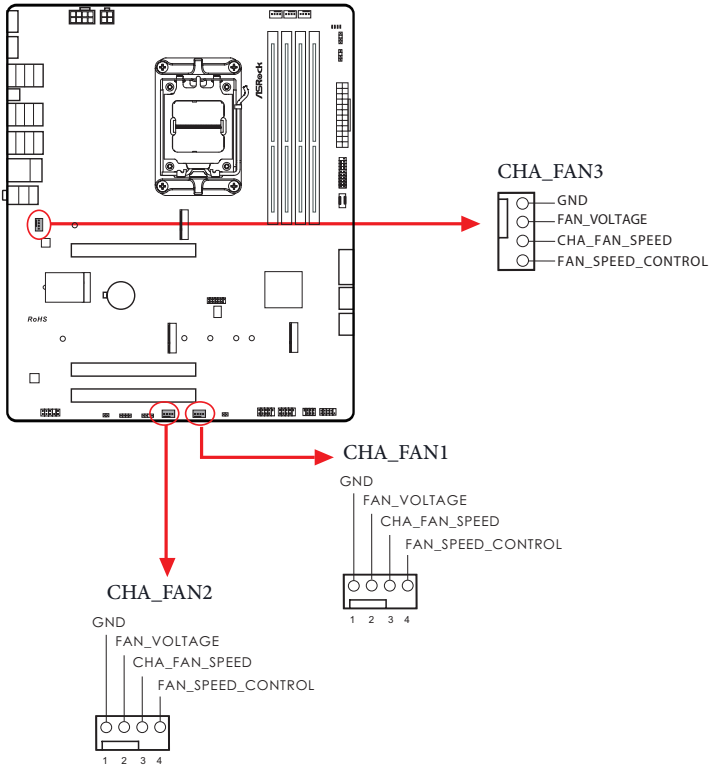 ASRock
RoHS
CHA_FAN3
GND
FAN_VOLTAGE
CHA_FAN_SPEED
FAN_SPEED_CONTROL
CHA_FAN1
GND
FAN_VOLTAGE
CHA_FAN_SPEED
FAN_SPEED_CONTROL
1 2 3 4
CHA_FAN2
GND
FAN_VOLTAGE
CHA_FAN_SPEED
FAN_SPEED_CONTROL
1 2 3 4